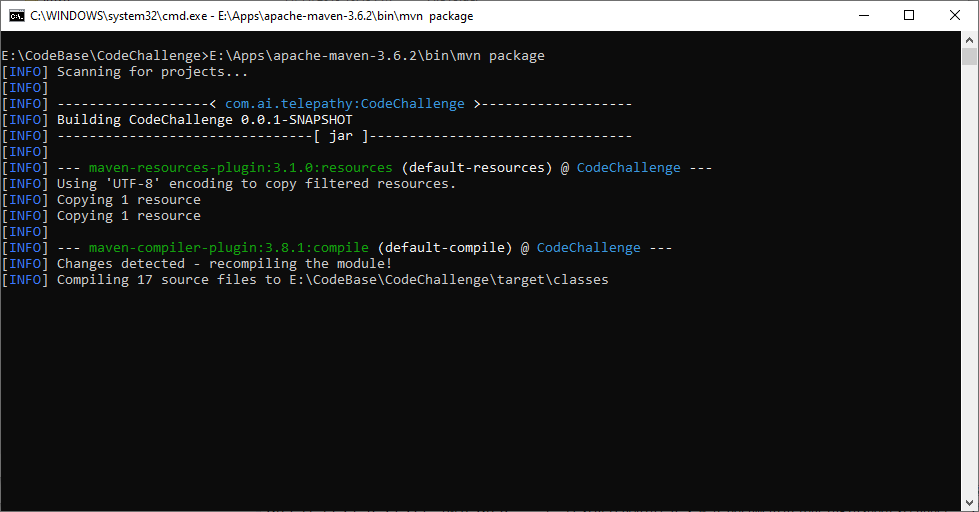 C:\WINDOWS\system32\cmd.exe - E:\Apps\apache-maven-3.6.2\bin\mvn  package
E:\CodeBase\CodeChallenge>E:\Apps\apache-maven-3.6.2\bin\mvn package
[INFO] Scanning for projects...
[INFO]
[INFO] -------------------< com.ai.telepathy:CodeChallenge >-------------------
[INFO] Building CodeChallenge 0.0.1-SNAPSHOT
[INFO] --------------------------------[ jar ]---------------------------------
[INFO]
[INFO] --- maven-resources-plugin:3.1.0:resources (default-resources) @ CodeChallenge ---
[INFO] Using 'UTF-8' encoding to copy filtered resources.
[INFO] Copying 1 resource
[INFO] Copying 1 resource
[INFO]
[INFO] --- maven-compiler-plugin:3.8.1:compile (default-compile) @ CodeChallenge ---
[INFO] Changes detected - recompiling the module!
[INFO] Compiling 17 source files to E:\CodeBase\CodeChallenge\target\classes